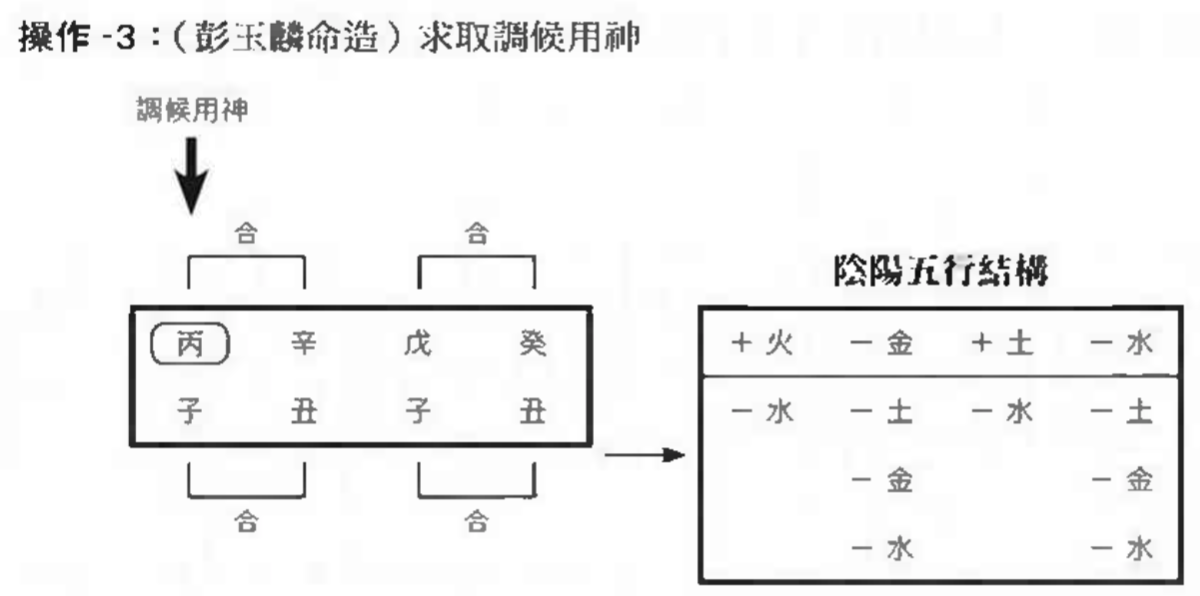 操作-3：（彭玉麟命造）求取調候用神
調候用神
合 合
丙 辛 戊 癸
子 丑 子 丑
合 合
陰陽五行結構
+火 －金 +土 －水
－水 －土 －水 －土
－金 －金
－水 －水